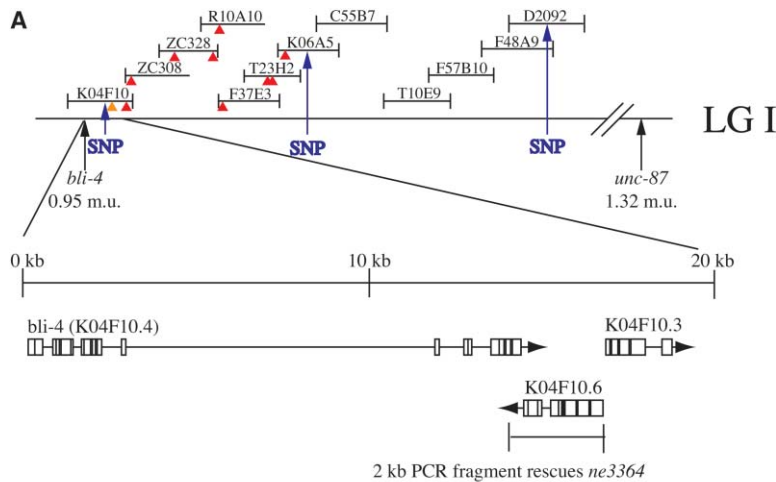 A
R10A10
C55B7
D2092
ZC328
K06A5
F48A9
ZC308
T23H2
F57B10
K04F10
F37E3
T10E9
LG I
SNP
SNP
SNP
bli-4
0.95 m.u.
unc-87
1.32 m.u.
0 kb
10 kb
20 kb
bli-4 (K04F10.4)
K04F10.3
K04F10.6
2 kb PCR fragment rescues ne3364